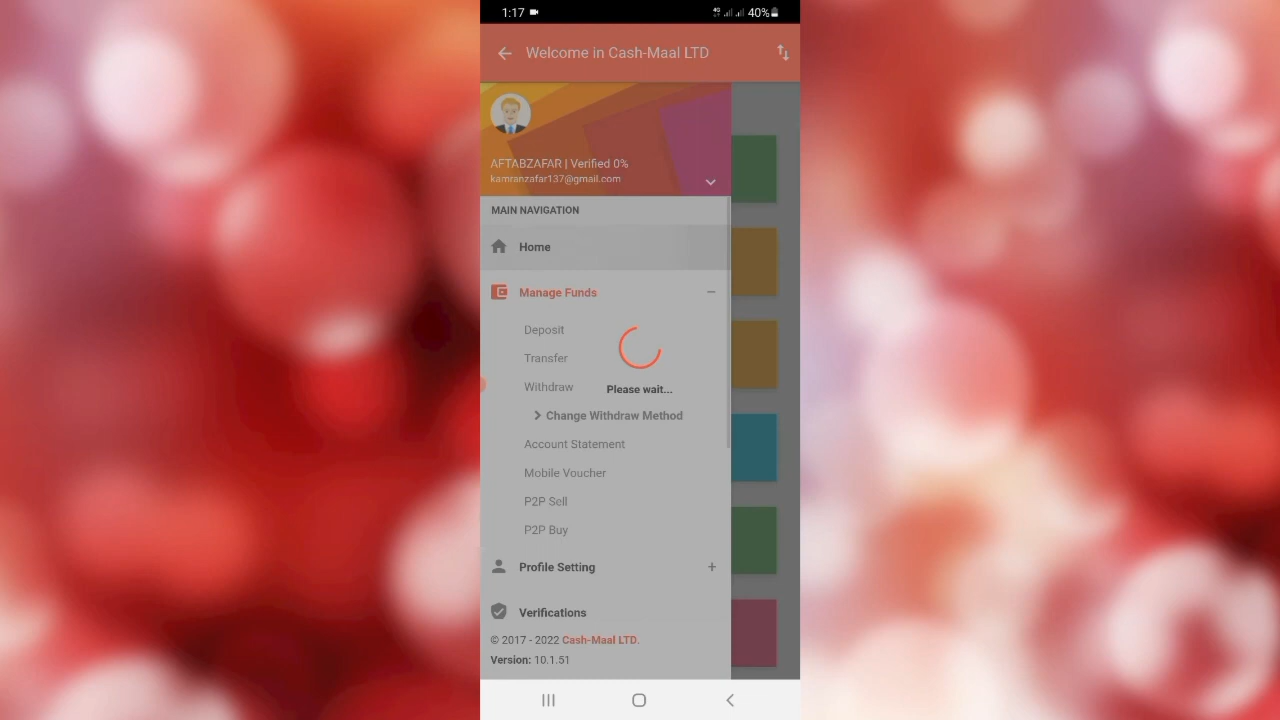 1:17
4G 40%
Welcome in Cash-Maal LTD
AFTABZAFAR | Verified 0%
kamranzafar137@gmail.com
MAIN NAVIGATION
Home
Manage Funds
Deposit
Transfer
Withdraw
Please wait...
Change Withdraw Method
Account Statement
Mobile Voucher
P2P Sell
P2P Buy
Profile Setting
Verifications
© 2017 - 2022 Cash-Maal LTD.
Version: 10.1.51